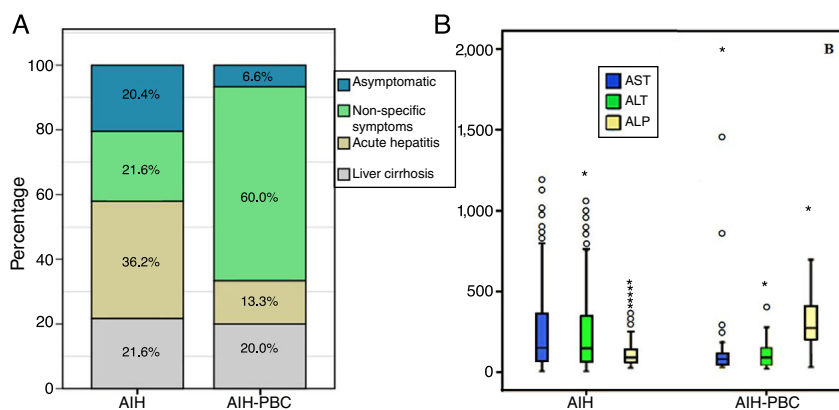 A
Percentage
100
80
60
40
20
0
20.4%
21.6%
36.2%
21.6%
6.6%
60.0%
13.3%
20.0%
AIH
AIH-PBC
Asymptomatic
Non-specific
symptoms
Acute hepatitis
Liver cirrhosis
B
B
2,000
1,500
1,000
500
0
AST
ALT
ALP
AIH
AIH-PBC